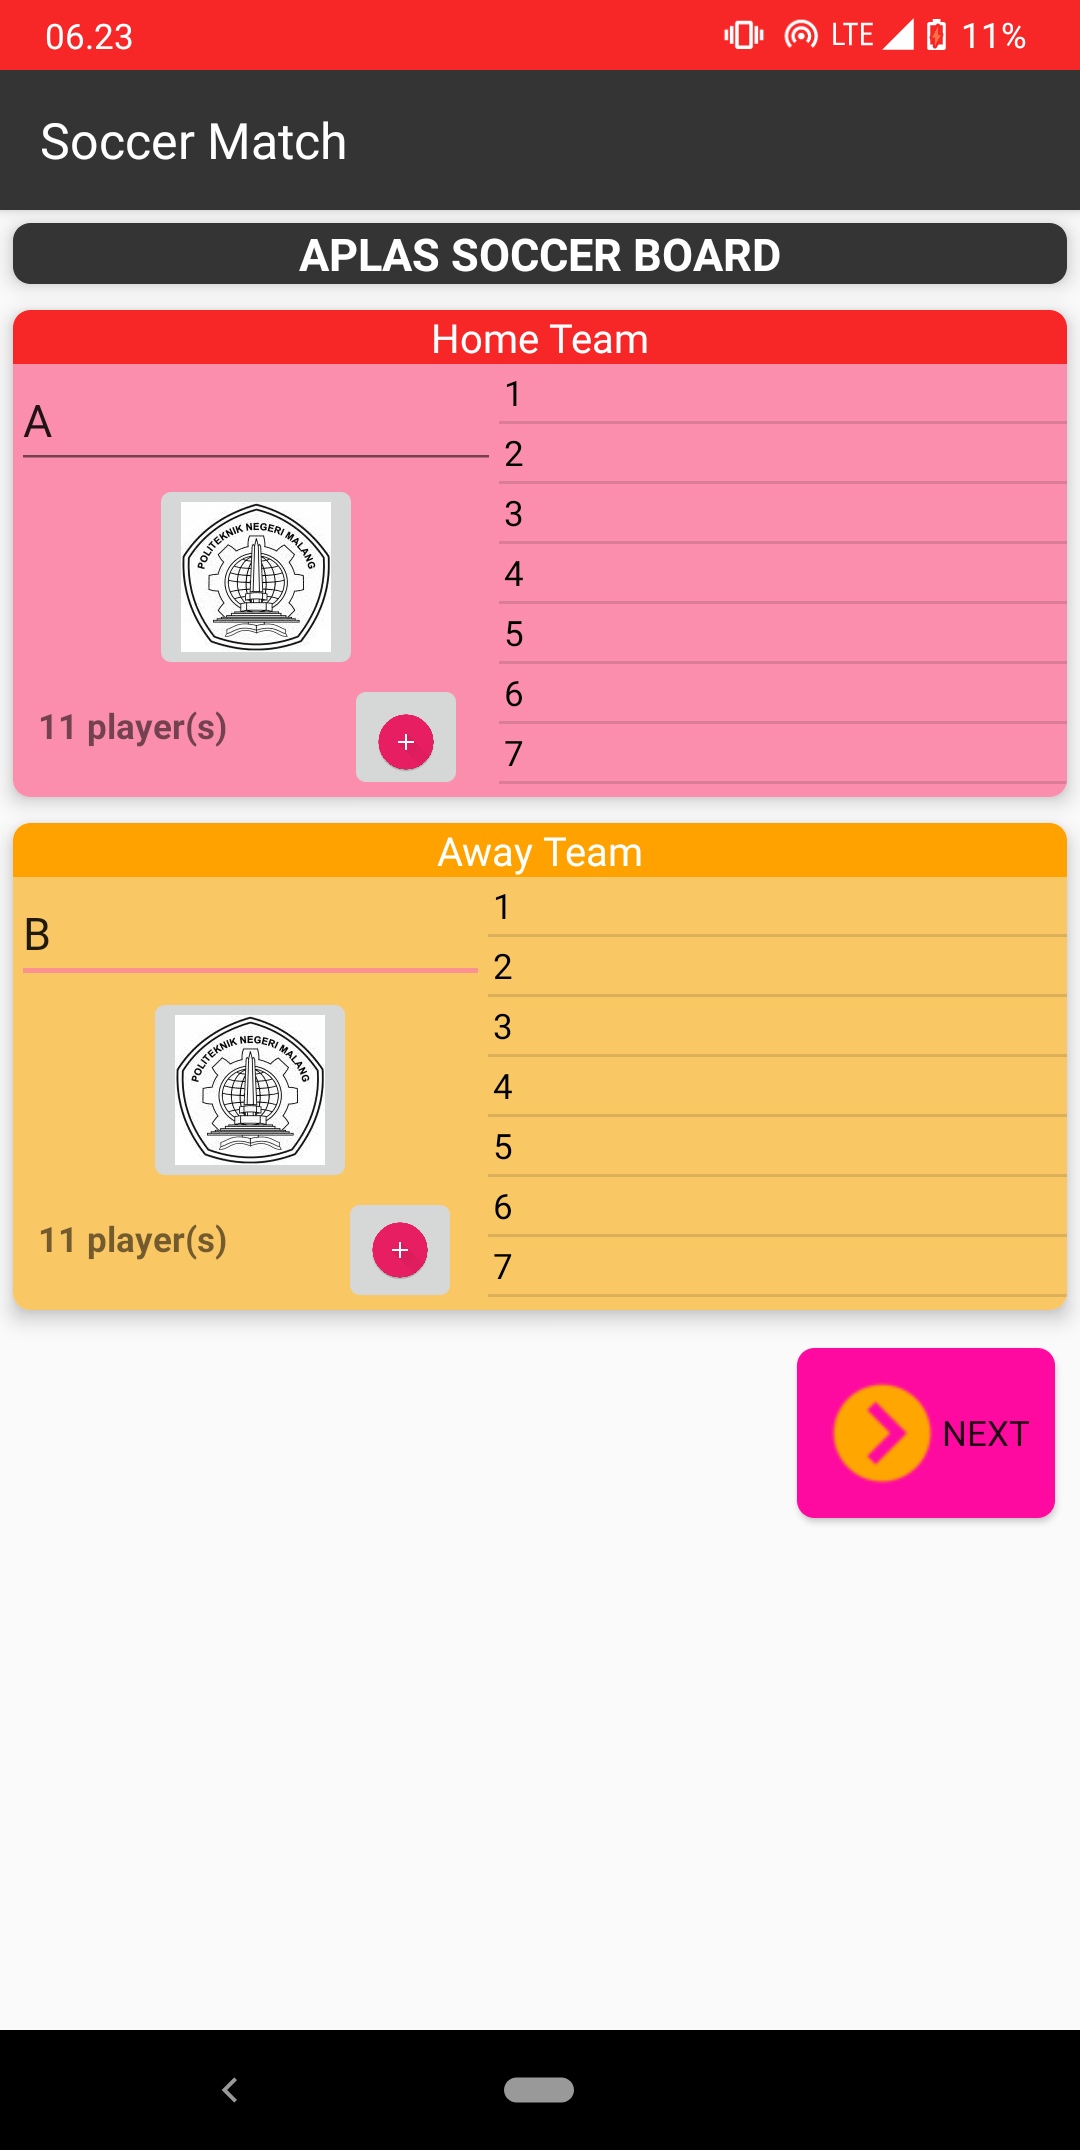 06.23 LTE 11%
Soccer Match
APLAS SOCCER BOARD
Home Team
A
POLITEKNIK NEGERI MALANG
11 player(s)
1
2
3
4
5
6
7
Away Team
B
POLITEKNIK NEGERI MALANG
11 player(s)
1
2
3
4
5
6
7
NEXT